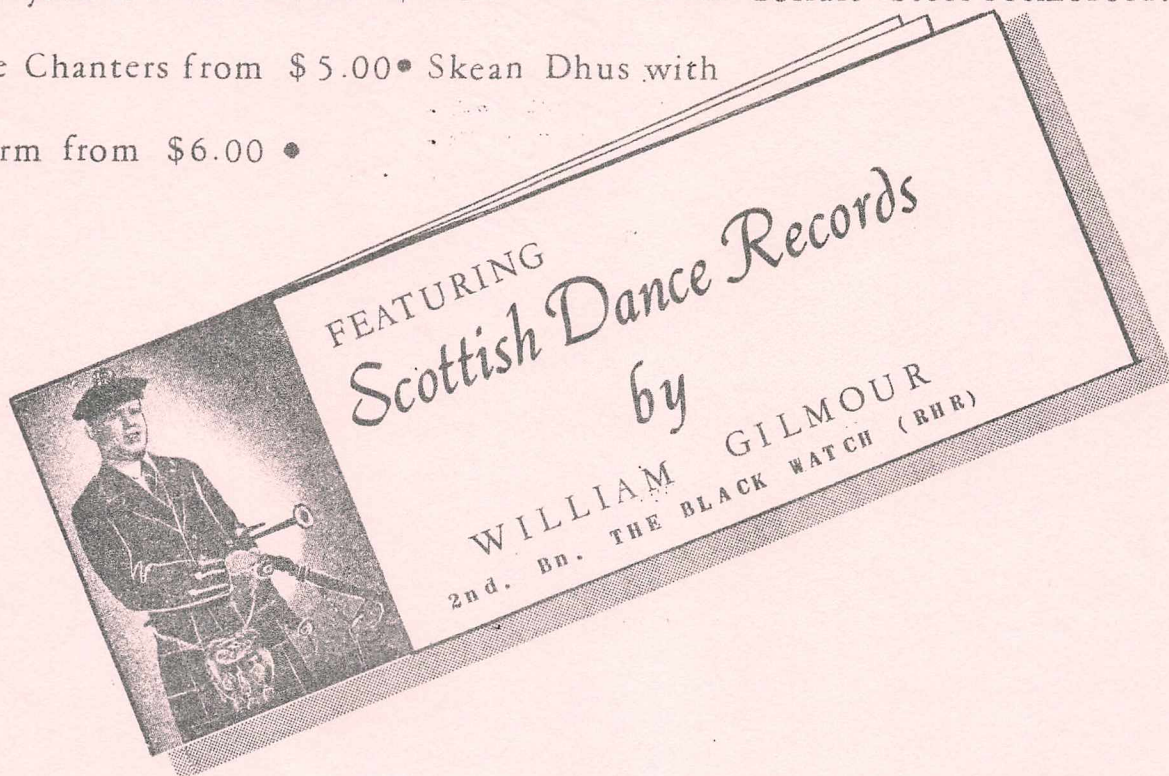 e Chanters from $5.00• Skean Dhus with
rm from $6.00 •
FEATURING
Scottish Dance Records
by
WILLIAM GILMOUR
2nd. Bn. THE BLACK WATCH (RHR)